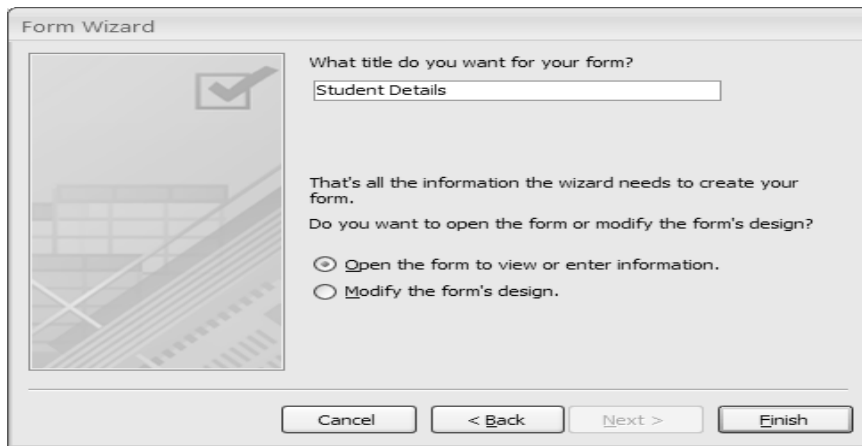 Form Wizard
What title do you want for your form?
Student Details
That's all the information the wizard needs to create your
form.
Do you want to open the form or modify the form's design?
Open the form to view or enter information.
Modify the form's design.
Cancel
< Back
Next >
Finish